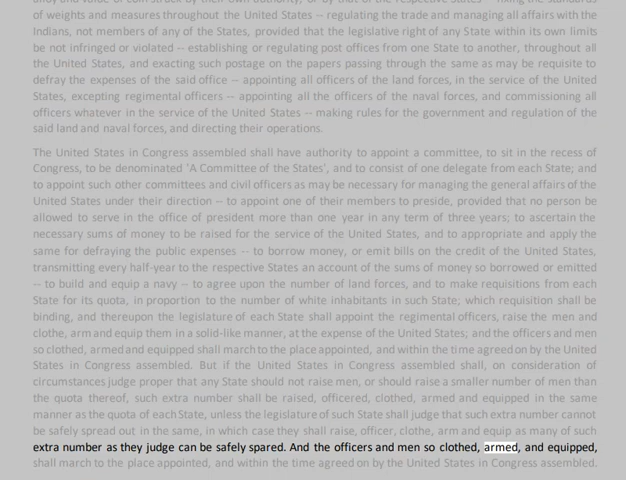 of weights and measures throughout the United States -- regulating the trade and managing all affairs with the
Indians, not members of any of the States, provided that the legislative right of any State within its own limits
be not infringed or violated -- establishing or regulating post offices from one State to another, throughout all
the United States, and exacting such postage on the papers passing through the same as may be requisite to
defray the expenses of the said office -- appointing all officers of the land forces, in the service of the United
States, excepting regimental officers -- appointing all the officers of the naval forces, and commissioning all
officers whatever in the service of the United States -- making rules for the government and regulation of the
said land and naval forces, and directing their operations.
The United States in Congress assembled shall have authority to appoint a committee, to sit in the recess of
Congress, to be denominated 'A Committee of the States', and to consist of one delegate from each State; and
to appoint such other committees and civil officers as may be necessary for managing the general affairs of the
United States under their direction -- to appoint one of their members to preside, provided that no person be
allowed to serve in the office of president more than one year in any term of three years; to ascertain the
necessary sums of money to be raised for the service of the United States, and to appropriate and apply the
same for defraying the public expenses -- to borrow money, or emit bills on the credit of the United States,
transmitting every half-year to the respective States an account of the sums of money so borrowed or emitted
-- to build and equip a navy -- to agree upon the number of land forces, and to make requisitions from each
State for its quota, in proportion to the number of white inhabitants in such State; which requisition shall be
binding, and thereupon the legislature of each State shall appoint the regimental officers, raise the men and
clothe, arm and equip them in a solid-like manner, at the expense of the United States; and the officers and men
so clothed, armed and equipped shall march to the place appointed, and within the time agreed on by the United
States in Congress assembled. But if the United States in Congress assembled shall, on consideration of
circumstances judge proper that any State should not raise men, or should raise a smaller number of men than
the quota thereof, such extra number shall be raised, officered, clothed, armed and equipped in the same
manner as the quota of each State, unless the legislature of such State shall judge that such extra number cannot
be safely spread out in the same, in which case they shall raise, officer, clothe, arm and equip as many of such
extra number as they judge can be safely spared. And the officers and men so clothed, armed, and equipped,
shall march to the place appointed, and within the time agreed on by the United States in Congress assembled.